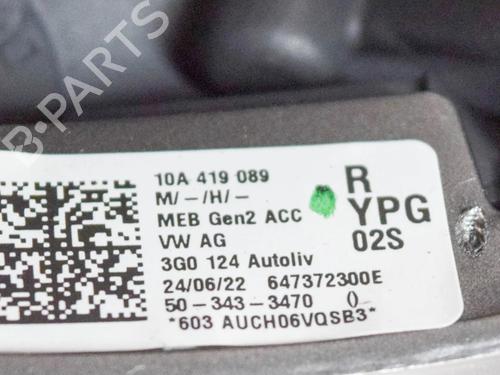 B-PARTS
10A 419 089
M/-/H/-
MEB Gen2 ACC
VW AG
3G0 124 Autoliv
24/06/22 647372300E
50-343-3470 ()
*603 AUCH06VQSB3*
R
YPG
02S